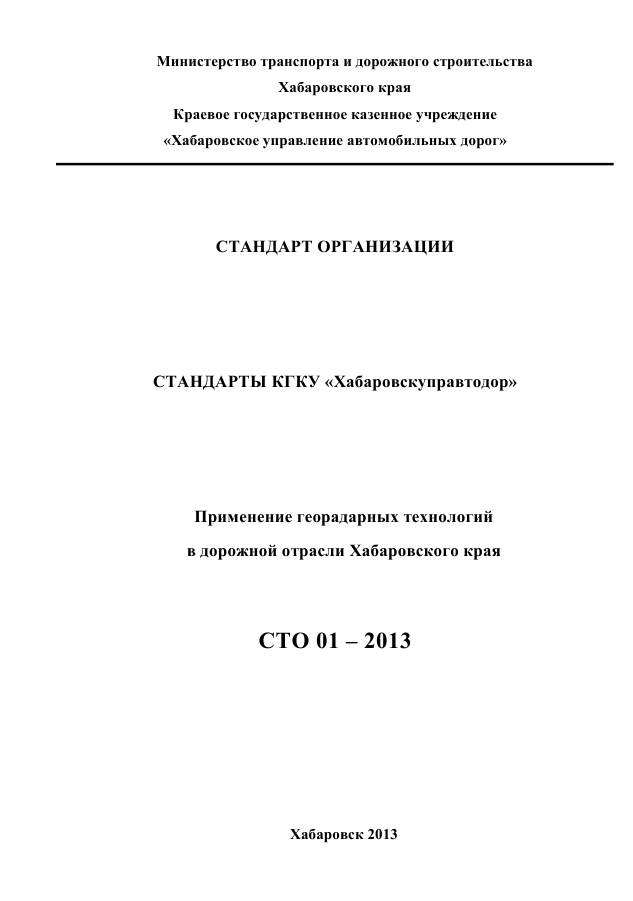 Министерство транспорта и дорожного строительства
Хабаровского края
Краевое государственное казенное учреждение
«Хабаровское управление автомобильных дорог»
СТАНДАРТ ОРГАНИЗАЦИИ
СТАНДАРТЫ КГКУ «Хабаровскуправтодор»
Применение георадарных технологий
в дорожной отрасли Хабаровского края
СТО 01 – 2013
Хабаровск 2013